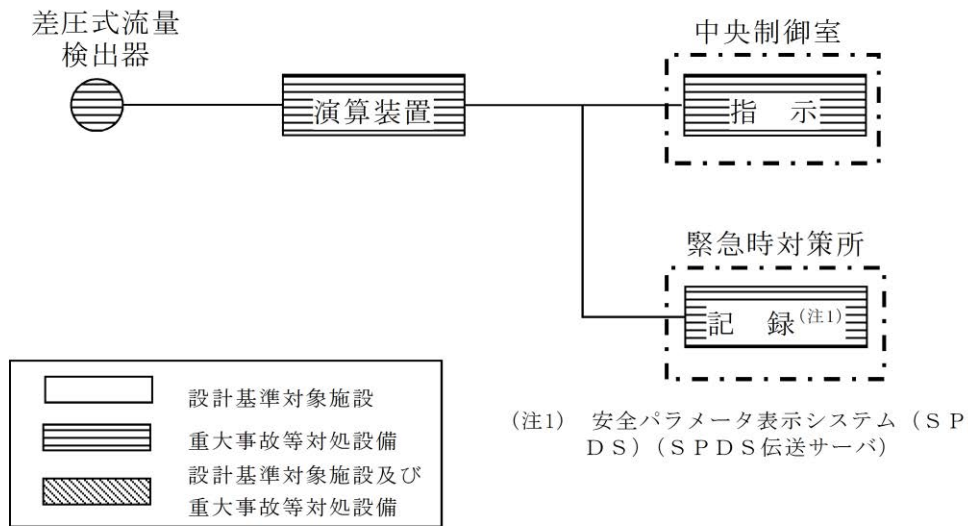 差圧式流量
検出器
演算装置
中央制御室
指　示
緊急時対策所
記　録(注1)
設計基準対象施設
重大事故等対処設備
設計基準対象施設及び
重大事故等対処設備
(注1)　安全パラメータ表示システム（ＳＰ
ＤＳ）（ＳＰＤＳ伝送サーバ）